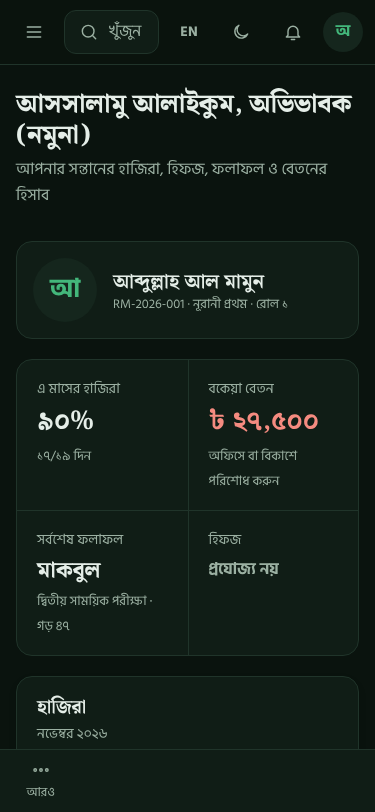 খুঁজুন
EN
অ
আসসালামু আলাইকুম, অভিভাবক
(নমুনা)
আপনার সন্তানের হাজিরা, হিফজ, ফলাফল ও বেতনের
হিসাব
আ
আব্দুল্লাহ আল মামুন
RM-2026-001 · নূরানী প্রথম · রোল ১
এ মাসের হাজিরা
৯০%
১৭/১৯ দিন
বকেয়া বেতন
৳ ২৭,৫০০
অফিসে বা বিকাশে
পরিশোধ করুন
সর্বশেষ ফলাফল
মাকবুল
দ্বিতীয় সাময়িক পরীক্ষা ·
গড় ৪৭
হিফজ
প্রযোজ্য নয়
হাজিরা
নভেম্বর ২০২৬
আরও